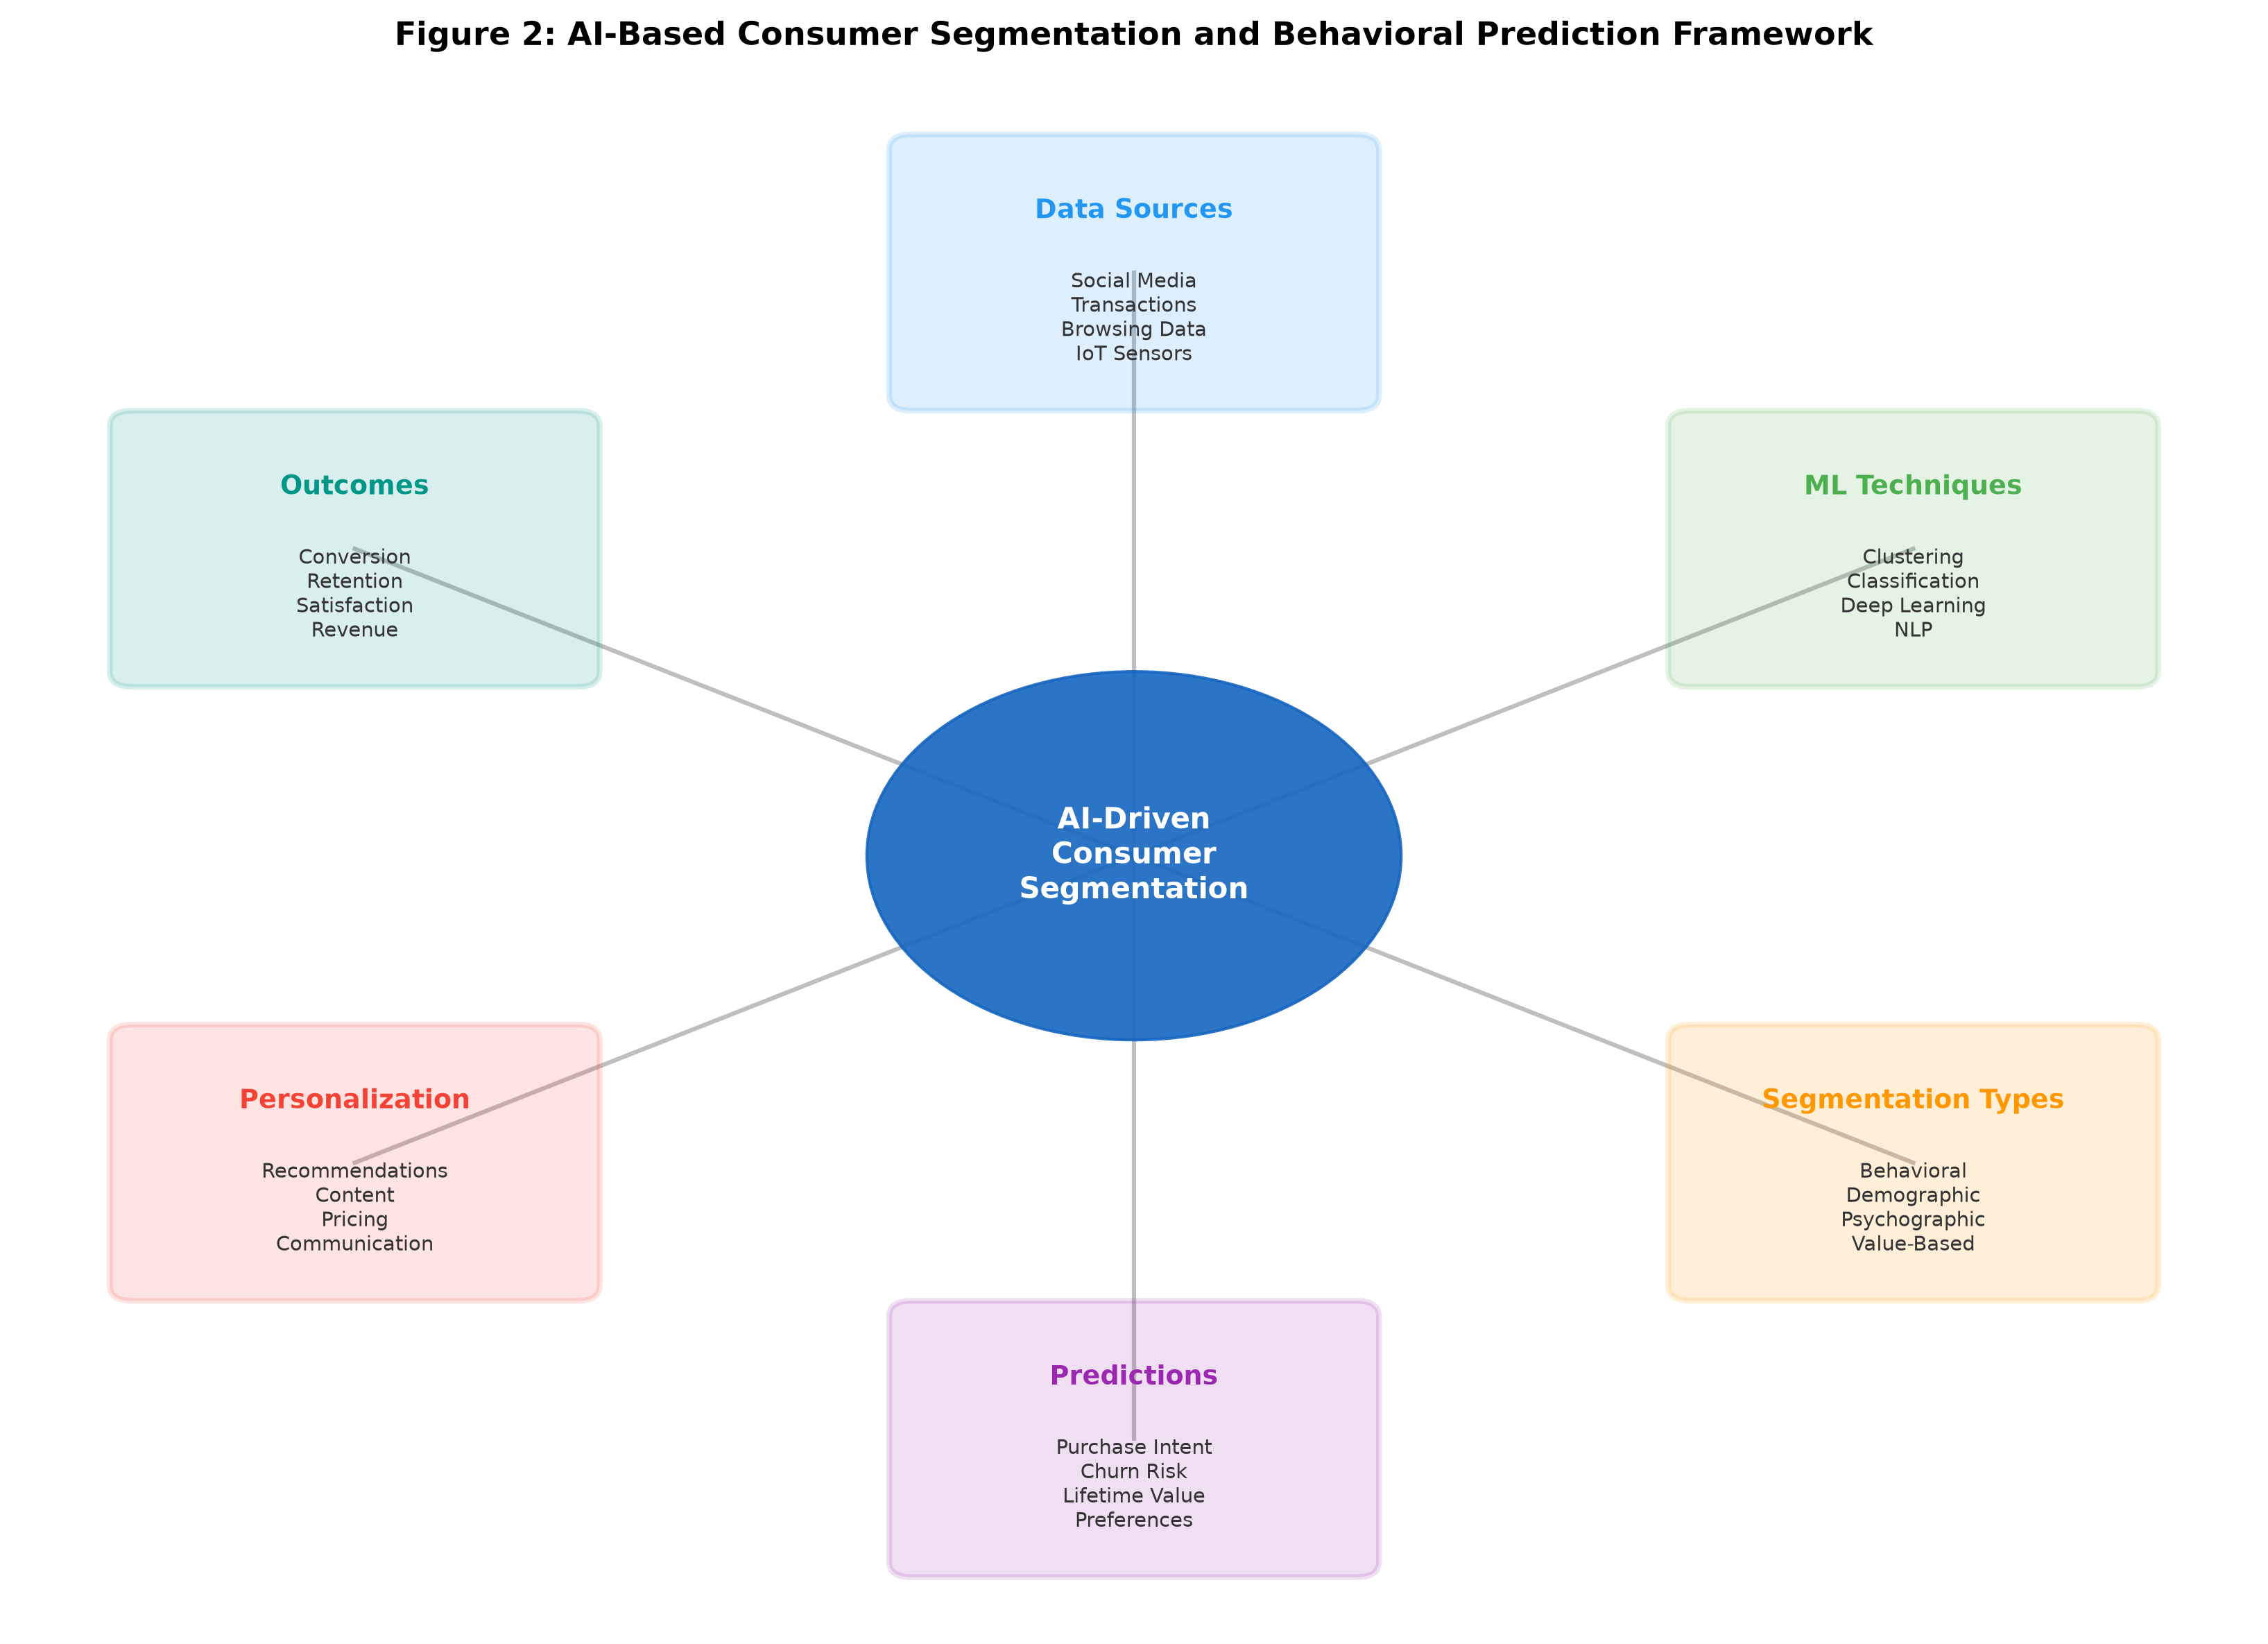 Figure 2: AI-Based Consumer Segmentation and Behavioral Prediction Framework
Data Sources
Social Media
Transactions
Browsing Data
IoT Sensors
Outcomes
Conversion
Retention
Satisfaction
Revenue
ML Techniques
Clustering
Classification
Deep Learning
NLP
AI-Driven
Consumer
Segmentation
Personalization
Recommendations
Content
Pricing
Communication
Segmentation Types
Behavioral
Demographic
Psychographic
Value-Based
Predictions
Purchase Intent
Churn Risk
Lifetime Value
Preferences